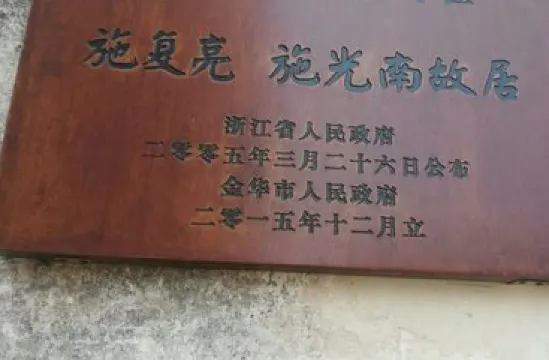 施复亮 施光南故居
浙江省人民政府
二零零五年三月二十六日公布
金华市人民政府
二零一五年十二月立